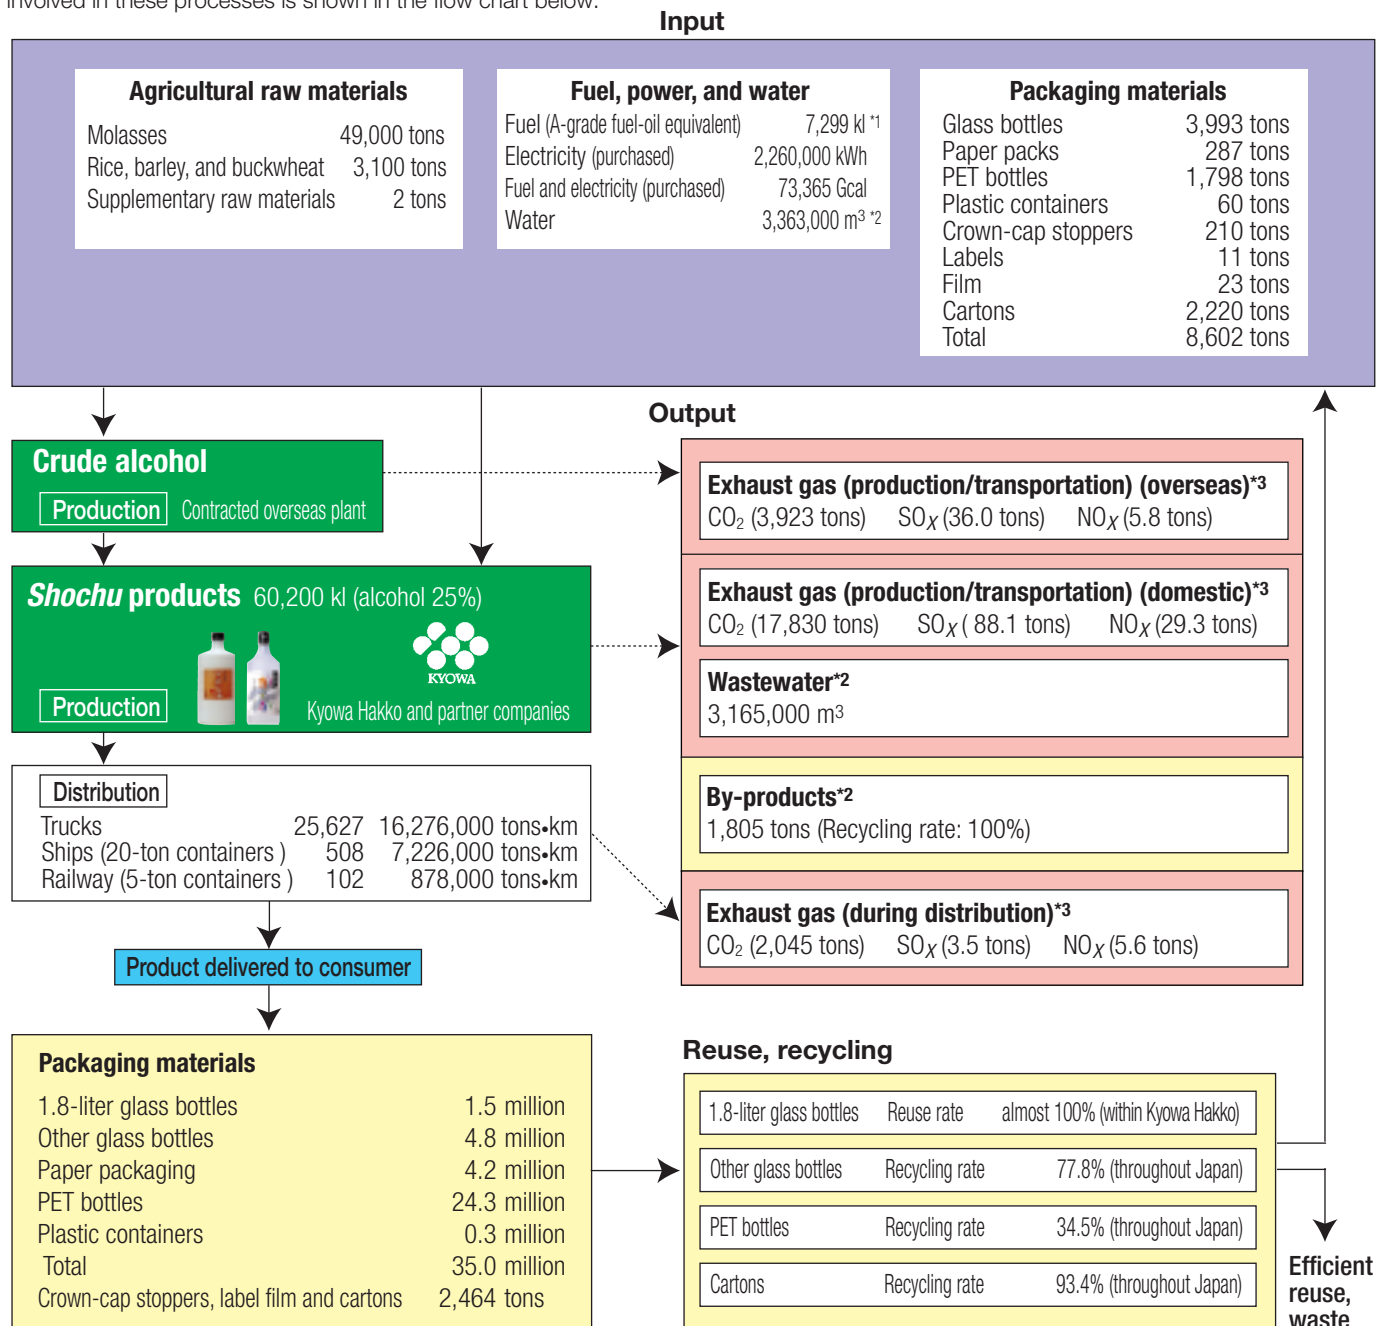 involved in these processes is shown in the flow chart below.
Input
Agricultural raw materials
Molasses 49,000 tons
Rice, barley, and buckwheat 3,100 tons
Supplementary raw materials 2 tons
Fuel, power, and water
Fuel (A-grade fuel-oil equivalent) 7,299 kl *1
Electricity (purchased) 2,260,000 kWh
Fuel and electricity (purchased) 73,365 Gcal
Water 3,363,000 m3 *2
Packaging materials
Glass bottles 3,993 tons
Paper packs 287 tons
PET bottles 1,798 tons
Plastic containers 60 tons
Crown-cap stoppers 210 tons
Labels 11 tons
Film 23 tons
Cartons 2,220 tons
Total 8,602 tons
Output
Crude alcohol
Production Contracted overseas plant
Shochu products 60,200 kl (alcohol 25%)
KYOWA
Production Kyowa Hakko and partner companies
Distribution
Trucks 25,627 16,276,000 tons•km
Ships (20-ton containers ) 508 7,226,000 tons•km
Railway (5-ton containers ) 102 878,000 tons•km
Product delivered to consumer
Exhaust gas (production/transportation) (overseas)*3
CO2 (3,923 tons) SOX (36.0 tons) NOX (5.8 tons)
Exhaust gas (production/transportation) (domestic)*3
CO2 (17,830 tons) SOX ( 88.1 tons) NOX (29.3 tons)
Wastewater*2
3,165,000 m3
By-products*2
1,805 tons (Recycling rate: 100%)
Exhaust gas (during distribution)*3
CO2 (2,045 tons) SOX (3.5 tons) NOX (5.6 tons)
Packaging materials
1.8-liter glass bottles 1.5 million
Other glass bottles 4.8 million
Paper packaging 4.2 million
PET bottles 24.3 million
Plastic containers 0.3 million
Total 35.0 million
Crown-cap stoppers, label film and cartons 2,464 tons
Reuse, recycling
1.8-liter glass bottles Reuse rate almost 100% (within Kyowa Hakko)
Other glass bottles Recycling rate 77.8% (throughout Japan)
PET bottles Recycling rate 34.5% (throughout Japan)
Cartons Recycling rate 93.4% (throughout Japan)
Efficient
reuse,
waste